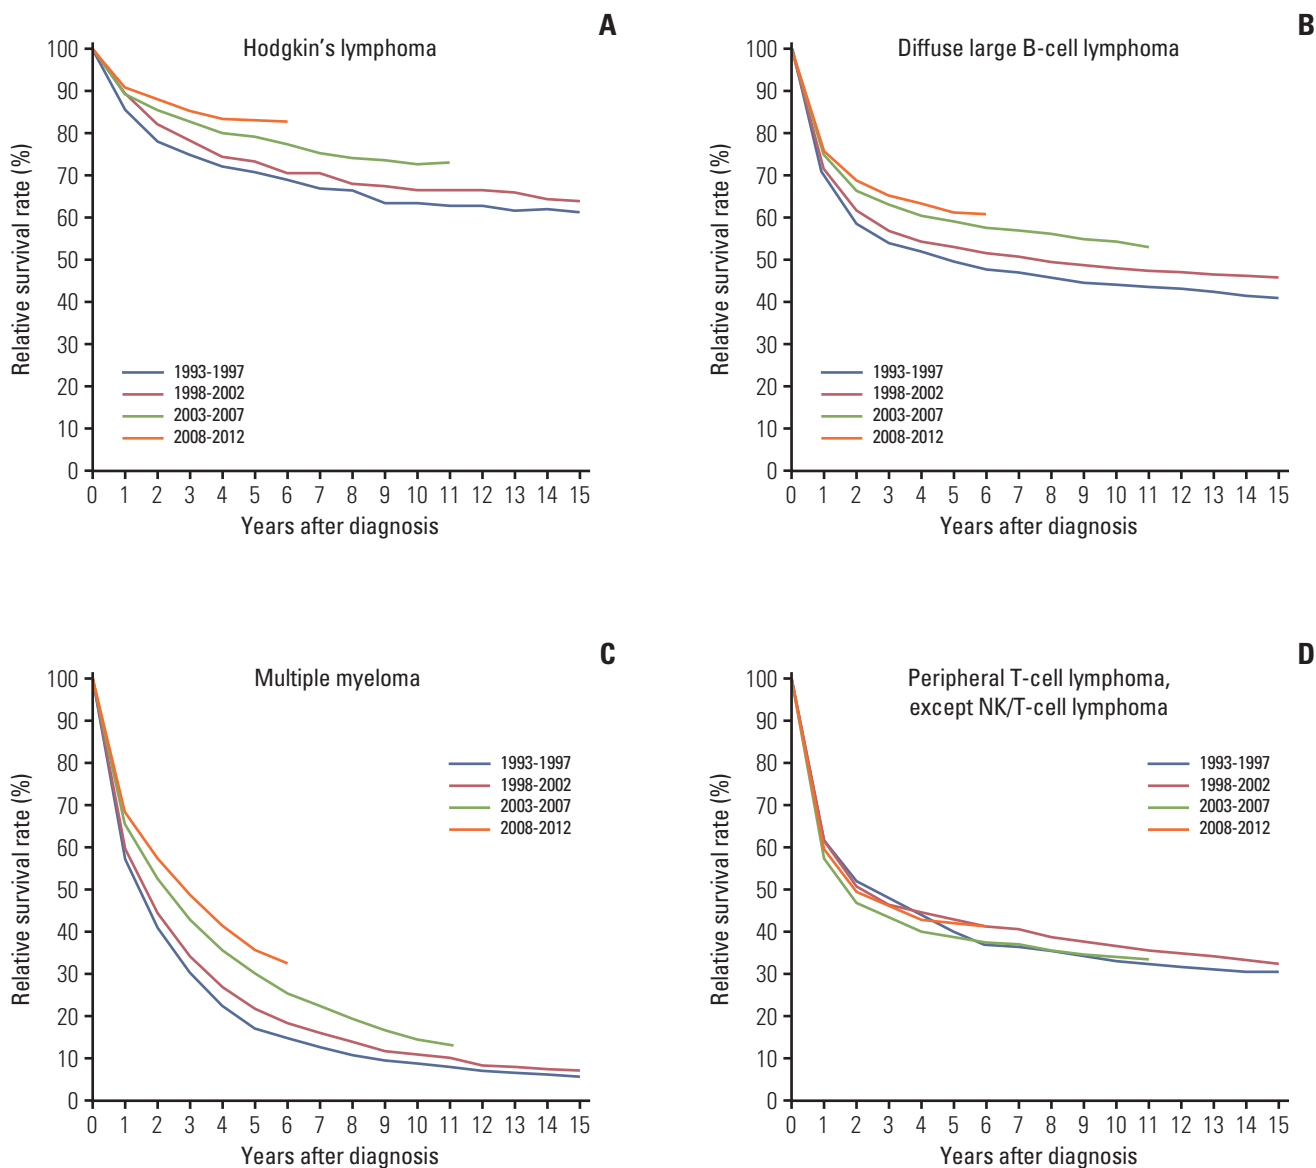 A
Hodgkin's lymphoma
Relative survival rate (%)
100
90
80
70
60
50
40
30
20
10
0
1993-1997
1998-2002
2003-2007
2008-2012
0 1 2 3 4 5 6 7 8 9 10 11 12 13 14 15
Years after diagnosis
B
Diffuse large B-cell lymphoma
Relative survival rate (%)
100
90
80
70
60
50
40
30
20
10
0
1993-1997
1998-2002
2003-2007
2008-2012
0 1 2 3 4 5 6 7 8 9 10 11 12 13 14 15
Years after diagnosis
C
Multiple myeloma
Relative survival rate (%)
100
90
80
70
60
50
40
30
20
10
0
1993-1997
1998-2002
2003-2007
2008-2012
0 1 2 3 4 5 6 7 8 9 10 11 12 13 14 15
Years after diagnosis
D
Peripheral T-cell lymphoma,
except NK/T-cell lymphoma
Relative survival rate (%)
100
90
80
70
60
50
40
30
20
10
0
1993-1997
1998-2002
2003-2007
2008-2012
0 1 2 3 4 5 6 7 8 9 10 11 12 13 14 15
Years after diagnosis